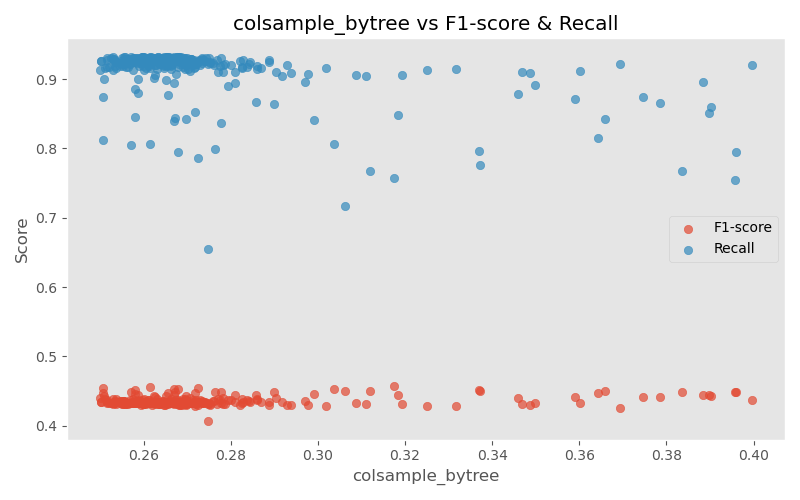 colsample_bytree vs F1-score & Recall
Score
0.9
0.8
0.7
0.6
0.5
0.4
F1-score
Recall
0.26 0.28 0.30 0.32 0.34 0.36 0.38 0.40
colsample_bytree